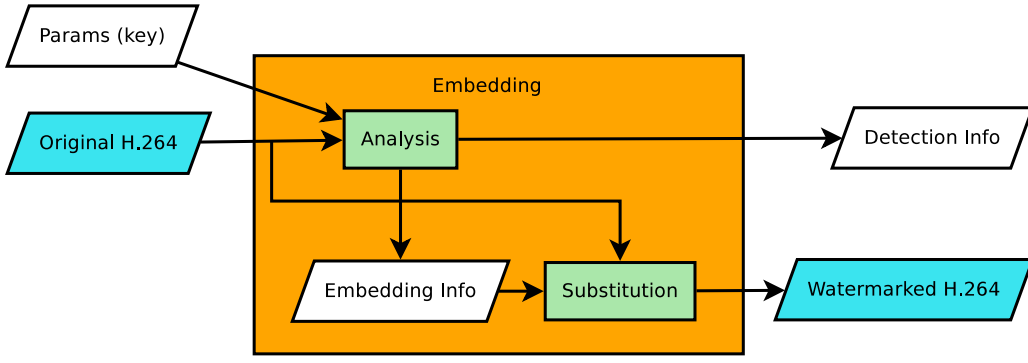 Params (key)
Embedding
Original H.264
Analysis
Detection Info
Embedding Info
Substitution
Watermarked H.264